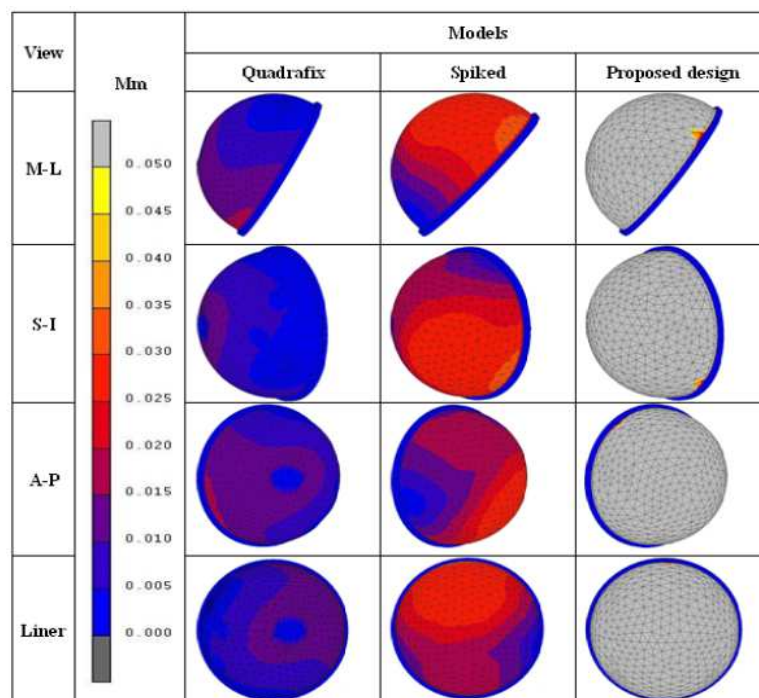 View
Mm
Models
Quadrafix
Spiked
Proposed design
M-L
S-I
A-P
Liner
0.050
0.045
0.040
0.035
0.030
0.025
0.020
0.015
0.010
0.005
0.000